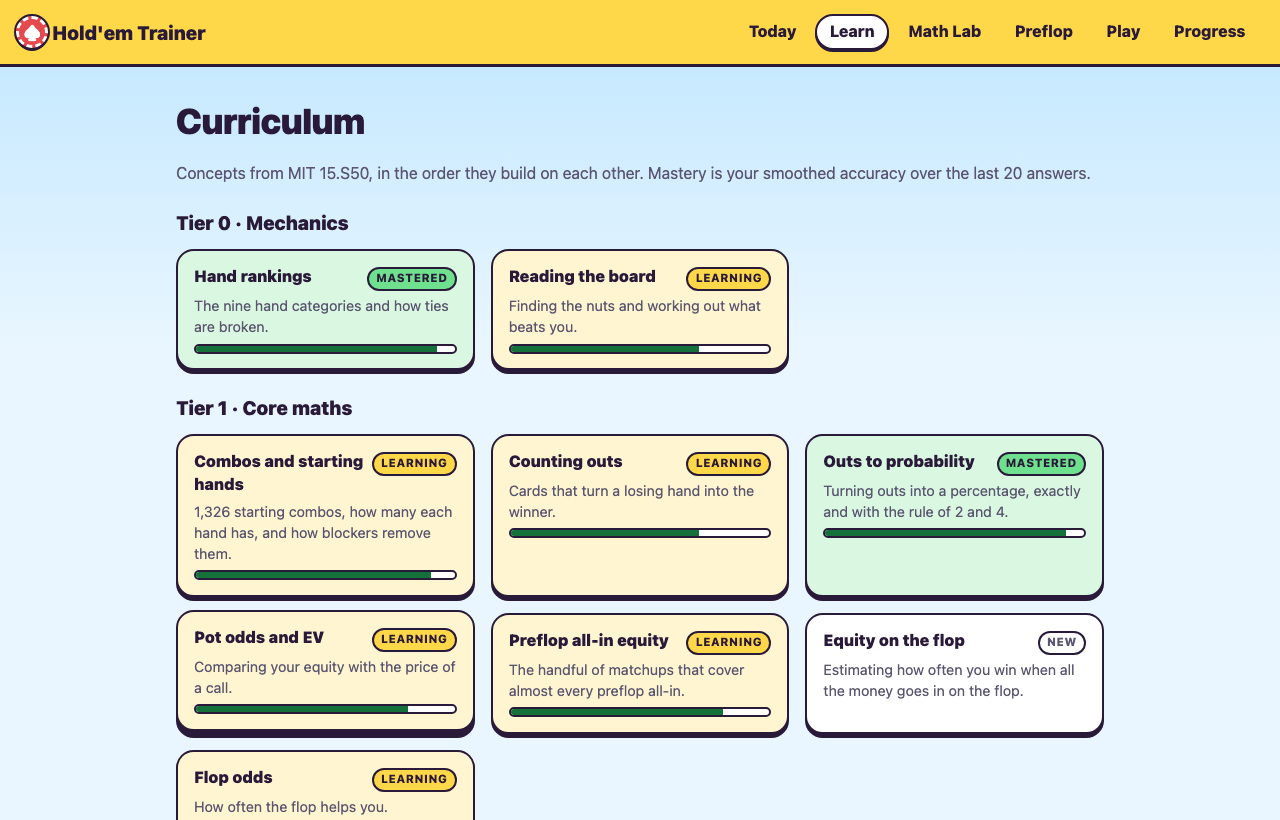 Hold'em Trainer
Today
Learn
Math Lab
Preflop
Play
Progress
Curriculum
Concepts from MIT 15.S50, in the order they build on each other. Mastery is your smoothed accuracy over the last 20 answers.
Tier 0 · Mechanics
Hand rankings
MASTERED
The nine hand categories and how ties
are broken.
Reading the board
LEARNING
Finding the nuts and working out what
beats you.
Tier 1 · Core maths
Combos and starting
hands
LEARNING
1,326 starting combos, how many each
hand has, and how blockers remove
them.
Counting outs
LEARNING
Cards that turn a losing hand into the
winner.
Outs to probability
MASTERED
Turning outs into a percentage, exactly
and with the rule of 2 and 4.
Pot odds and EV
LEARNING
Comparing your equity with the price of
a call.
Preflop all-in equity
LEARNING
The handful of matchups that cover
almost every preflop all-in.
Equity on the flop
NEW
Estimating how often you win when all
the money goes in on the flop.
Flop odds
LEARNING
How often the flop helps you.